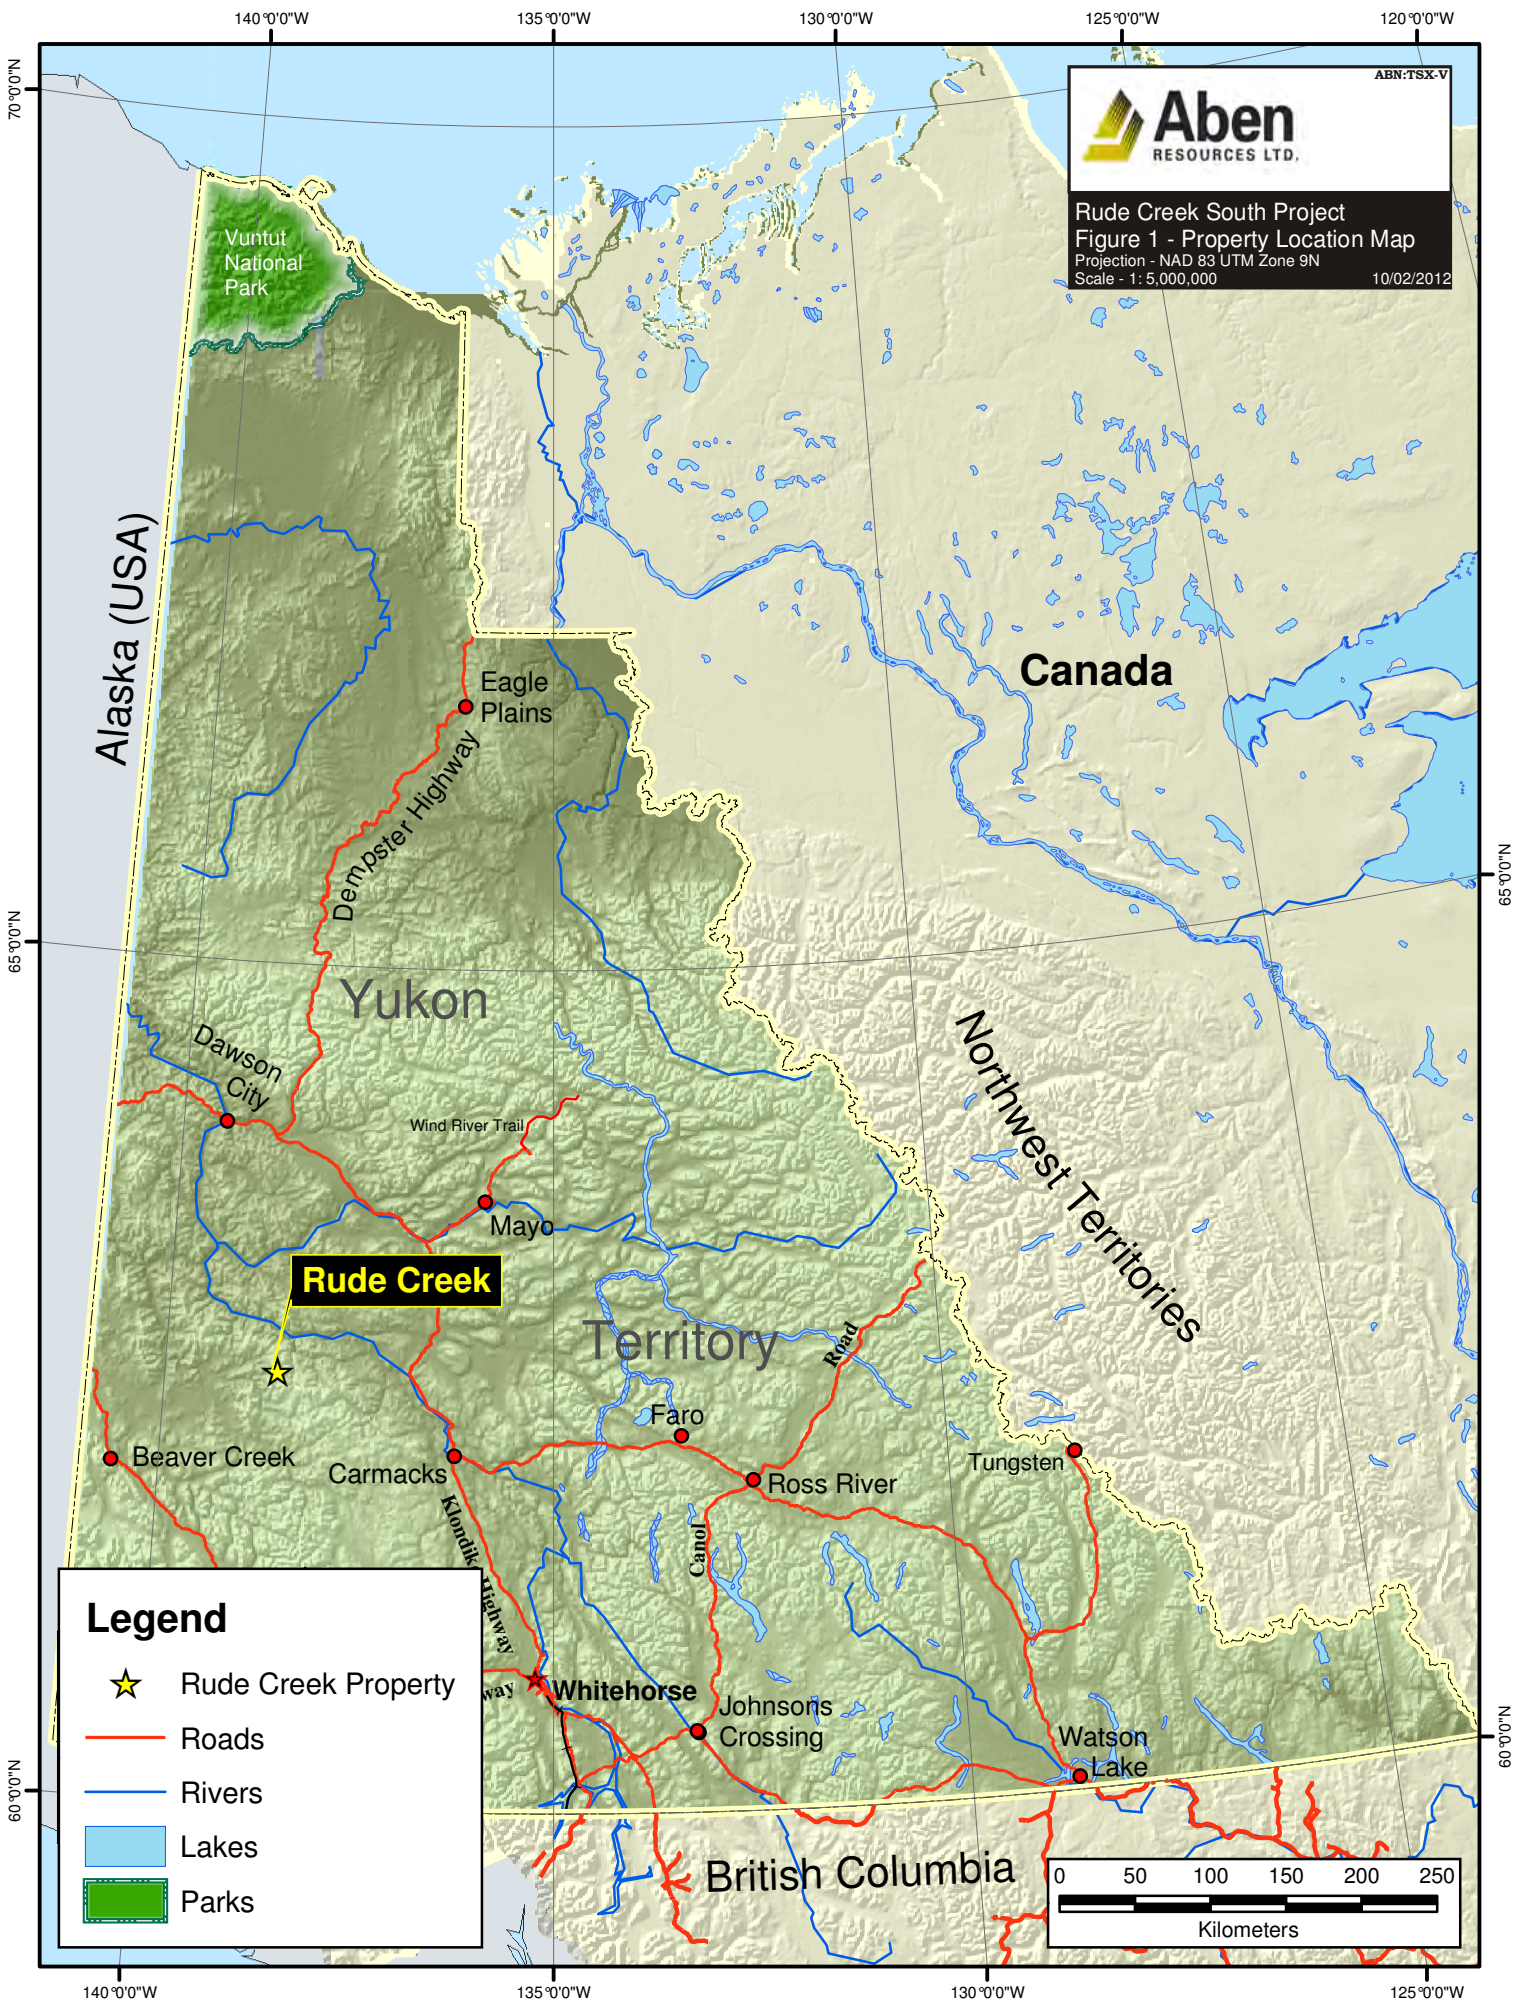 140°0'0"W
135°0'0"W
130°0'0"W
125°0'0"W
120°0'0"W
70°0'0"N
65°0'0"N
60°0'0"N
65°0'0"N
60°0'0"N
ABN:TSX-V
Aben
RESOURCES LTD.
Rude Creek South Project
Figure 1 - Property Location Map
Projection - NAD 83 UTM Zone 9N
Scale - 1: 5,000,000
10/02/2012
Vuntut
National
Park
Alaska (USA)
Canada
Eagle
Plains
Dempster Highway
Yukon
Dawson
City
Northwest Territories
Wind River Trail
Mayo
Rude Creek
Territory
Road
Faro
Beaver Creek
Carmacks
Tungsten
Ross River
Klondik
Highway
Canol
way
Whitehorse
Johnsons
Crossing
Watson
Lake
British Columbia
Legend
Rude Creek Property
Roads
Rivers
Lakes
Parks
0 50 100 150 200 250
Kilometers
140°0'0"W
135°0'0"W
130°0'0"W
125°0'0"W